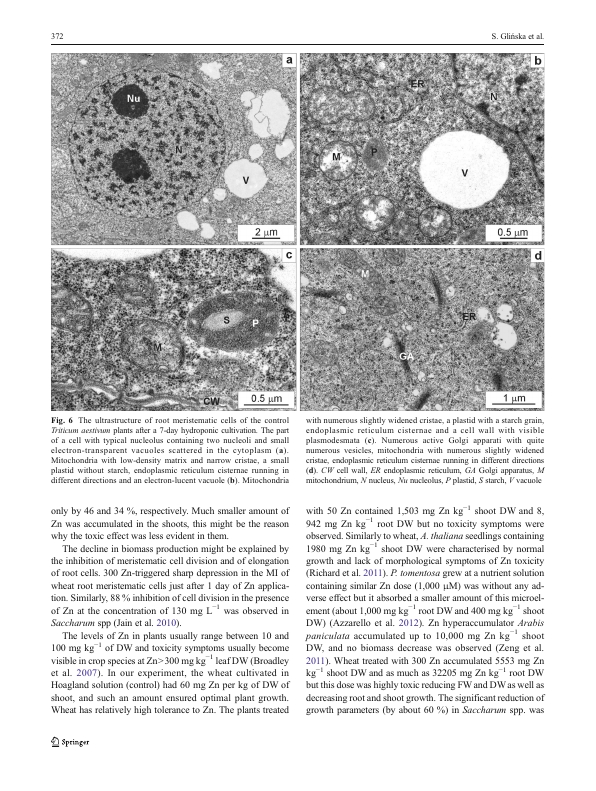 372
S. Glińska et al.
a
Nu
N
V
2 µm
b
ER
N
M
P
V
0.5 µm
c
M
S
P
CW
0.5 µm
d
M
ER
GA
1 µm
Fig. 6 The ultrastructure of root meristematic cells of the control
Triticum aestivum plants after a 7-day hydroponic cultivation. The part
of a cell with typical nucleolus containing two nucleoli and small
electron-transparent vacuoles scattered in the cytoplasm (a).
Mitochondria with low-density matrix and narrow cristae, a small
plastid without starch, endoplasmic reticulum cisternae running in
different directions and an electron-lucent vacuole (b). Mitochondria
with numerous slightly widened cristae, a plastid with a starch grain,
endoplasmic reticulum cisternae and a cell wall with visible
plasmodesmata (c). Numerous active Golgi apparati with quite
numerous vesicles, mitochondria with numerous slightly widened
cristae, endoplasmic reticulum cisternae running in different directions
(d). CW cell wall, ER endoplasmic reticulum, GA Golgi apparatus, M
mitochondrium, N nucleus, Nu nucleolus, P plastid, S starch, V vacuole
only by 46 and 34 %, respectively. Much smaller amount of
Zn was accumulated in the shoots, this might be the reason
why the toxic effect was less evident in them.
The decline in biomass production might be explained by
the inhibition of meristematic cell division and of elongation
of root cells. 300 Zn-triggered sharp depression in the MI of
wheat root meristematic cells just after 1 day of Zn applica-
tion. Similarly, 88 % inhibition of cell division in the presence
of Zn at the concentration of 130 mg L⁻¹ was observed in
Saccharum spp (Jain et al. 2010).
The levels of Zn in plants usually range between 10 and
100 mg kg⁻¹ of DW and toxicity symptoms usually become
visible in crop species at Zn>300 mg kg⁻¹ leaf DW (Broadley
et al. 2007). In our experiment, the wheat cultivated in
Hoagland solution (control) had 60 mg Zn per kg of DW of
shoot, and such an amount ensured optimal plant growth.
Wheat has relatively high tolerance to Zn. The plants treated
with 50 Zn contained 1,503 mg Zn kg⁻¹ shoot DW and 8,
942 mg Zn kg⁻¹ root DW but no toxicity symptoms were
observed. Similarly to wheat, A. thaliana seedlings containing
1980 mg Zn kg⁻¹ shoot DW were characterised by normal
growth and lack of morphological symptoms of Zn toxicity
(Richard et al. 2011). P. tomentosa grew at a nutrient solution
containing similar Zn dose (1,000 µM) was without any ad-
verse effect but it absorbed a smaller amount of this microel-
ement (about 1,000 mg kg⁻¹ root DW and 400 mg kg⁻¹ shoot
DW) (Azzarello et al. 2012). Zn hyperaccumulator Arabis
paniculata accumulated up to 10,000 mg Zn kg⁻¹ shoot
DW, and no biomass decrease was observed (Zeng et al.
2011). Wheat treated with 300 Zn accumulated 5553 mg Zn
kg⁻¹ shoot DW and as much as 32205 mg Zn kg⁻¹ root DW
but this dose was highly toxic reducing FW and DW as well as
decreasing root and shoot growth. The significant reduction of
growth parameters (by about 60 %) in Saccharum spp. was
Springer